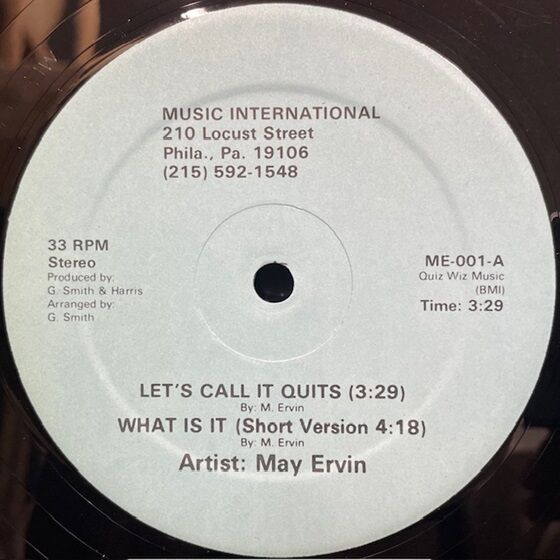 MUSIC INTERNATIONAL
210 Locust Street
Phila., Pa. 19106
(215) 592-1548
33 RPM
Stereo
Produced by:
G. Smith & Harris
Arranged by:
G. Smith
ME-001-A
Quiz Wiz Music
(BMI)
Time: 3:29
LET'S CALL IT QUITS (3:29)
By: M. Ervin
WHAT IS IT (Short Version 4:18)
By: M. Ervin
Artist: May Ervin